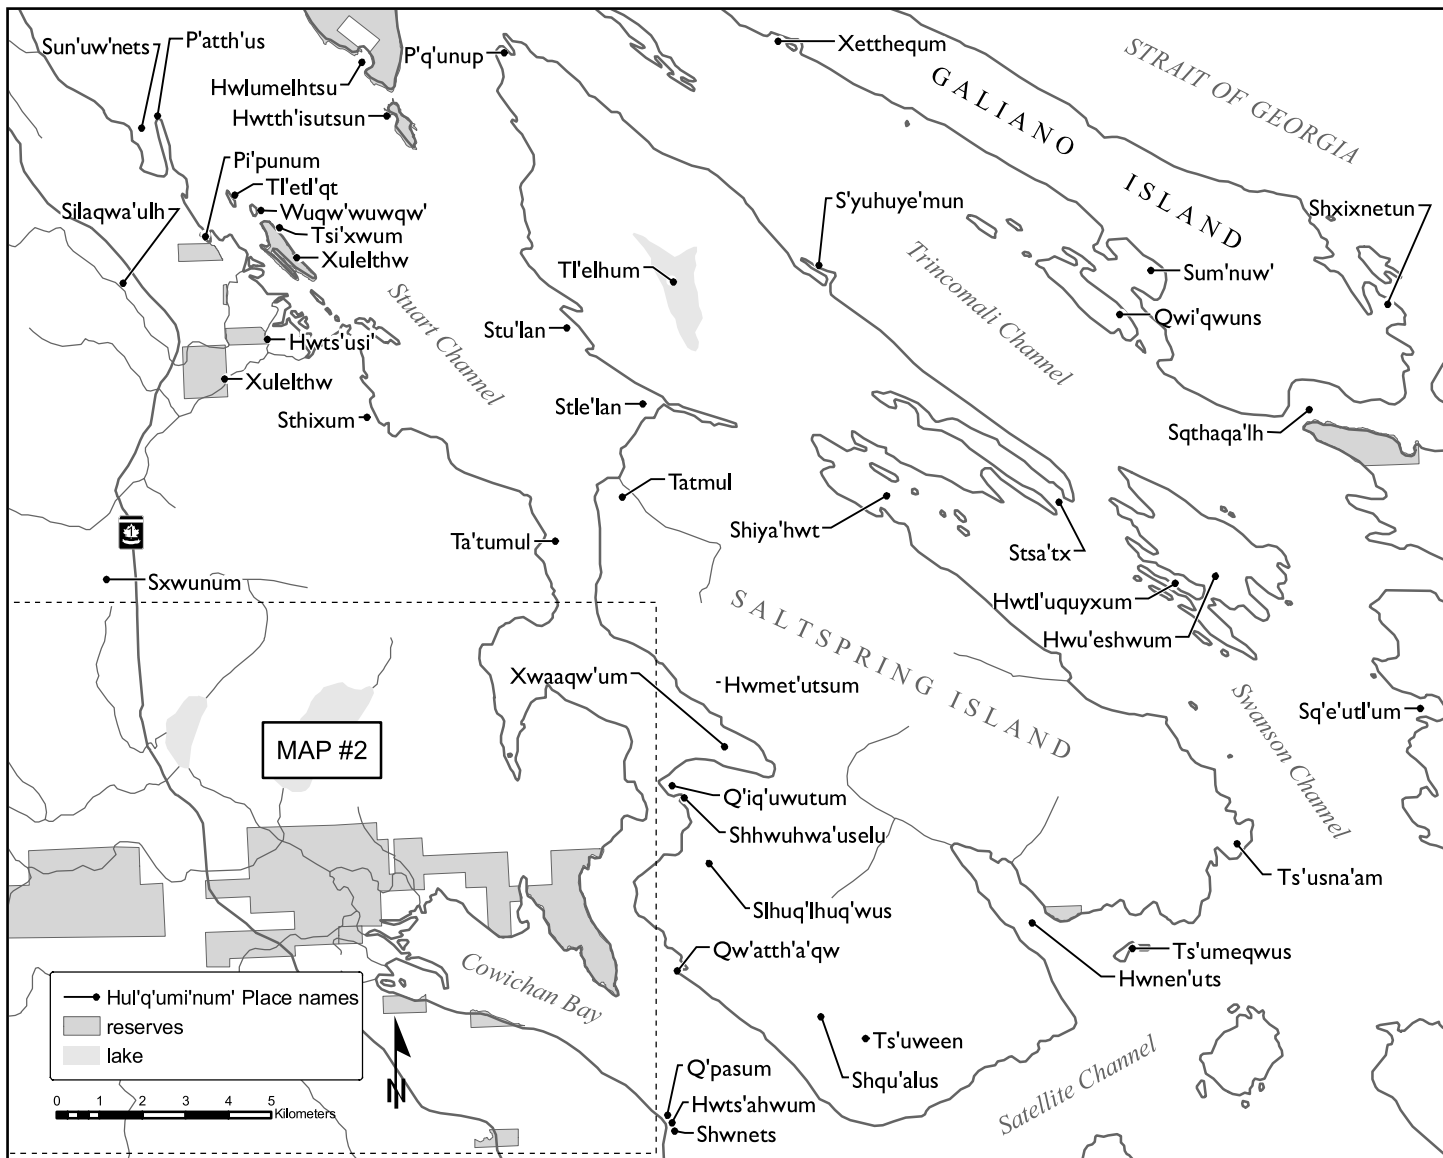 Sun'uw'nets
P'atth'us
Hwlumelhtsu
Hwtth'isutsun
P'q'unup
Xetthequm
STRAIT OF GEORGIA
GALIANO
ISLAND
Pi'punum
Tl'etl'qt
Wuqw'wuwqw'
Tsi'xwum
Xulelthw
Silaqwa'ulh
S'yuhuye'mun
Shxixnetun
Tl'elhum
Sum'nuw'
Qwi'qwuns
Trincomali Channel
Stuart Channel
Stu'lan
Hwts'usi'
Xulelthw
Sthixum
Stle'lan
Sqthaqa'lh
Tatmul
Shiya'hwt
Stsa'tx
Ta'tumul
1
Sxwunum
Hwtl'uquyxum
Hwu'eshwum
SALTSPRING ISLAND
Xwaaqw'um
Hwmet'utsum
Swanson Channel
Sq'e'utl'um
MAP #2
Q'iq'uwutum
Shhwuhwa'uselu
Ts'usna'am
Slhuq'lhuq'wus
Qw'atth'a'qw
Ts'umeqwus
Hwnen'uts
Cowichan Bay
Hul'q'umi'num' Place names
reserves
lake
N
0 1 2 3 4 5
Kilometers
Ts'uween
Shqu'alus
Satellite Channel
Q'pasum
Hwts'ahwum
Shwnets